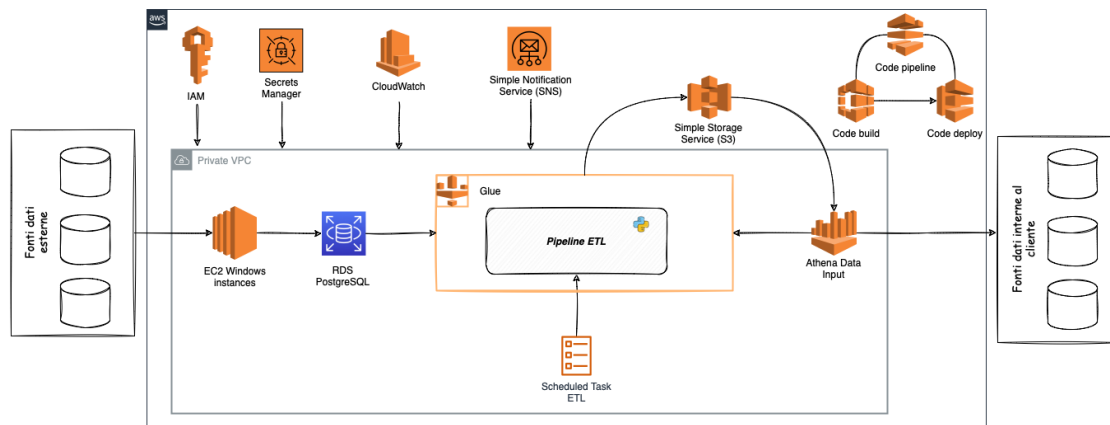 aws
IAM
Secrets
Manager
CloudWatch
Simple Notification
Service (SNS)
Code pipeline
Code build
Code deploy
Simple Storage
Service (S3)
Private VPC
Glue
Pipeline ETL
Fonti dati
esterne
EC2 Windows
instances
RDS
PostgreSQL
Athena Data
Input
Fonti dati interne al
cliente
Scheduled Task
ETL